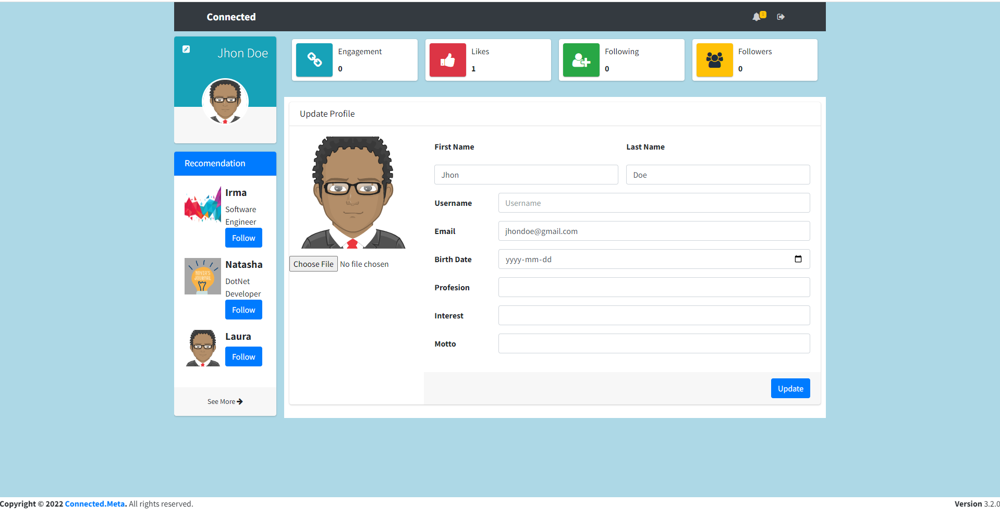 Connected
1
Jhon Doe
Engagement
0
Likes
1
Following
0
Followers
0
Recomendation
Irma
Software
Engineer
Follow
Natasha
DotNet
Developer
Follow
Laura
Follow
See More
Update Profile
Choose File No file chosen
First Name Last Name
Jhon Doe
Username Username
Email jhondoe@gmail.com
Birth Date yyyy-mm-dd
Profesion
Interest
Motto
Update
Copyright © 2022 Connected.Meta. All rights reserved.
Version 3.2.0